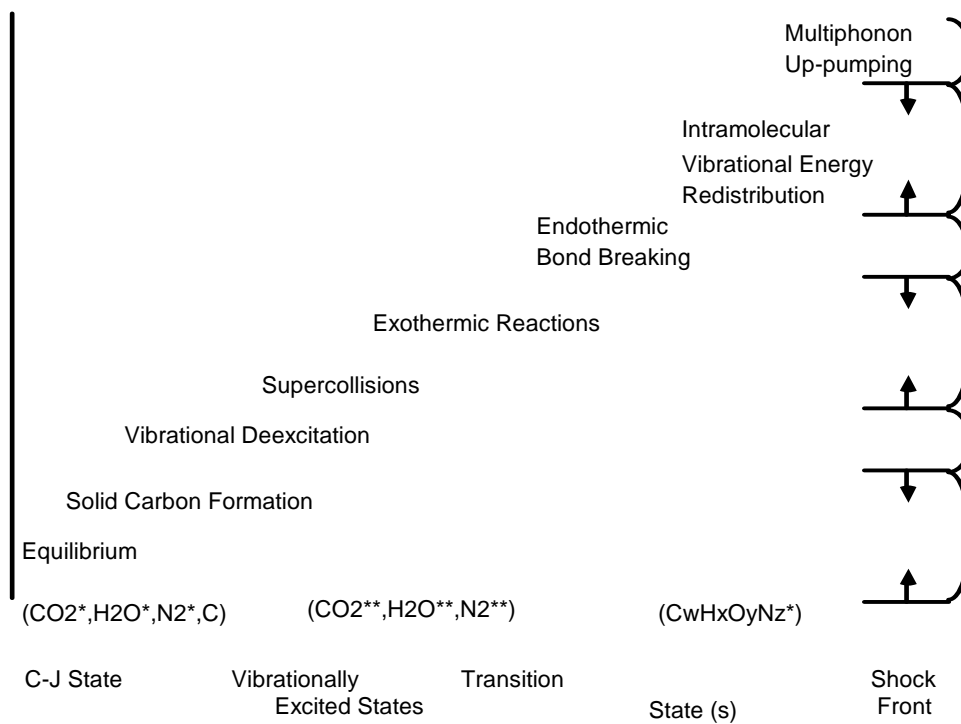 Multiphonon
Up-pumping
Intramolecular
Vibrational Energy
Redistribution
Endothermic
Bond Breaking
Exothermic Reactions
Supercollisions
Vibrational Deexcitation
Solid Carbon Formation
Equilibrium
(CO2*,H2O*,N2*,C)
(CO2**,H2O**,N2**)
(CwHxOyNz*)
C-J State
Vibrationally
Excited States
Transition
State (s)
Shock
Front